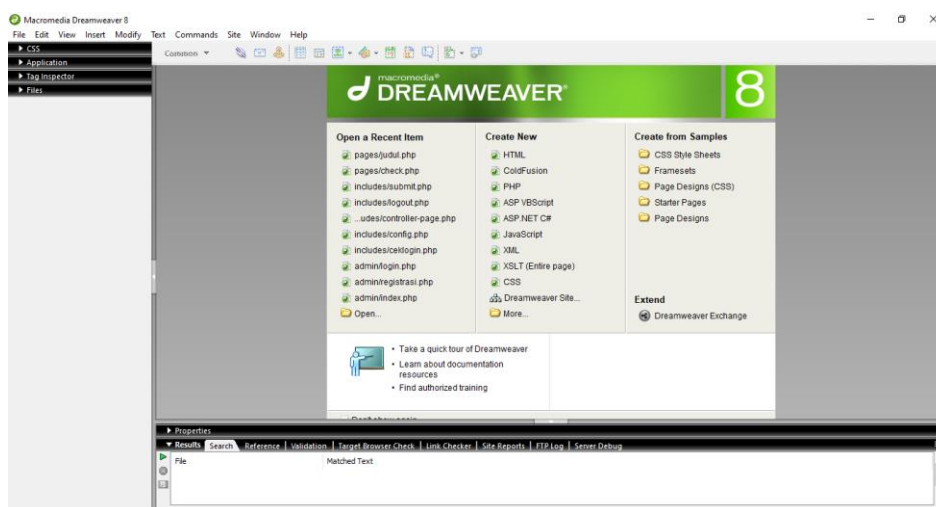 Macromedia Dreamweaver 8
File Edit View Insert Modify Text Commands Site Window Help
CSS
Application
Tag Inspector
Files
Common
macromedia®
DREAMWEAVER®
8
Open a Recent Item
pages/judul.php
pages/check.php
includes/submit.php
includes/logout.php
...udes/controller-page.php
includes/config.php
includes/ceklogin.php
admin/login.php
admin/registrasi.php
admin/index.php
Open...
Create New
HTML
ColdFusion
PHP
ASP VBScript
ASP.NET C#
JavaScript
XML
XSLT (Entire page)
CSS
Dreamweaver Site...
More...
Create from Samples
CSS Style Sheets
Framesets
Page Designs (CSS)
Starter Pages
Page Designs
Extend
Dreamweaver Exchange
• Take a quick tour of Dreamweaver
• Learn about documentation
resources
• Find authorized training
Don't show again
Properties
Results Search Reference | Validation | Target Browser Check | Link Checker | Site Reports | FTP Log | Server Debug
File Matched Text